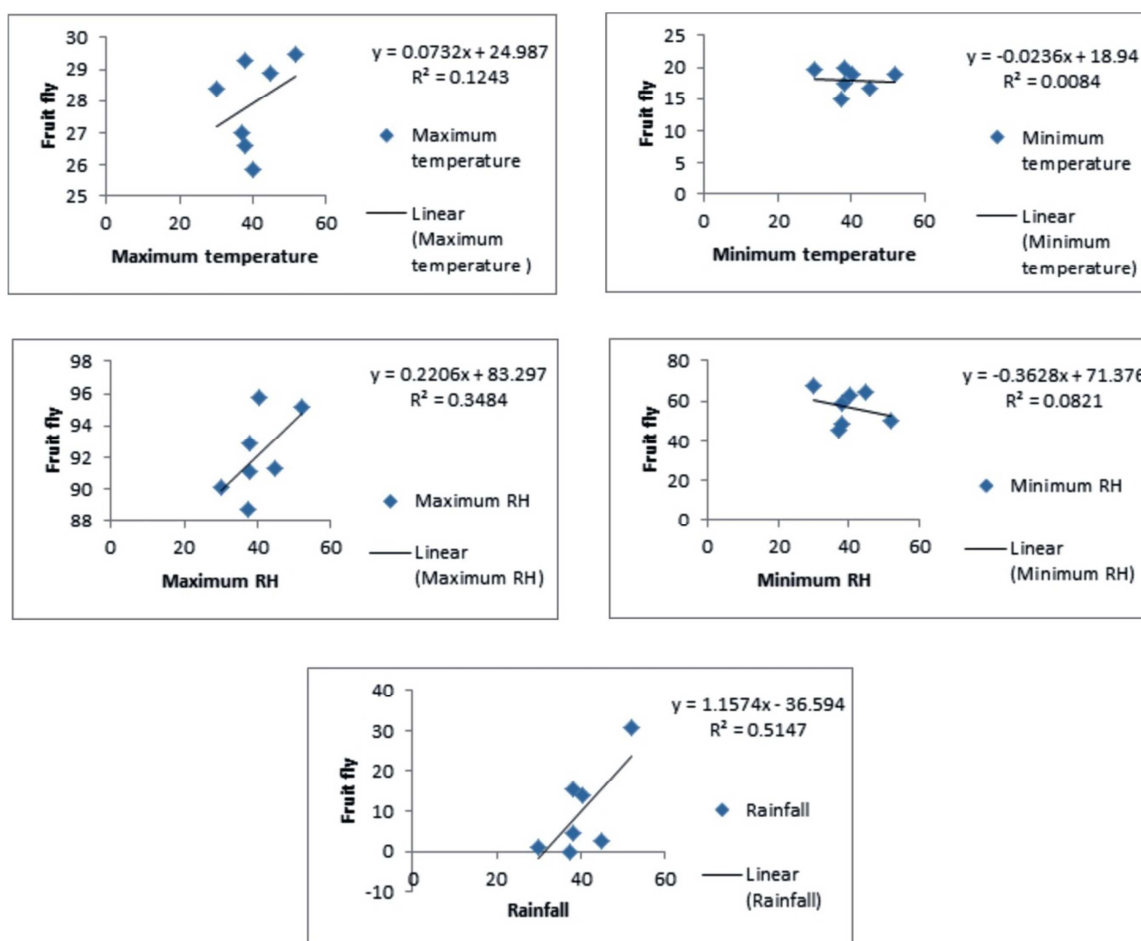 y = 0.0732x + 24.987
R² = 0.1243
30
29
28
27
26
25
Fruit fly
0
20
40
60
Maximum temperature
Maximum
temperature
Linear
(Maximum
temperature )
y = -0.0236x + 18.94
R² = 0.0084
25
20
15
10
5
0
Fruit fly
0
20
40
60
Minimum temperature
Minimum
temperature
Linear
(Minimum
temperature)
y = 0.2206x + 83.297
R² = 0.3484
98
96
94
92
90
88
Fruit fly
0
20
40
60
Maximum RH
Maximum RH
Linear
(Maximum RH)
y = -0.3628x + 71.376
R² = 0.0821
80
60
40
20
0
Fruit fly
0
20
40
60
Minimum RH
Minimum RH
Linear
(Minimum RH)
y = 1.1574x - 36.594
R² = 0.5147
40
30
20
10
0
-10
Fruit fly
0
20
40
60
Rainfall
Rainfall
Linear
(Rainfall)